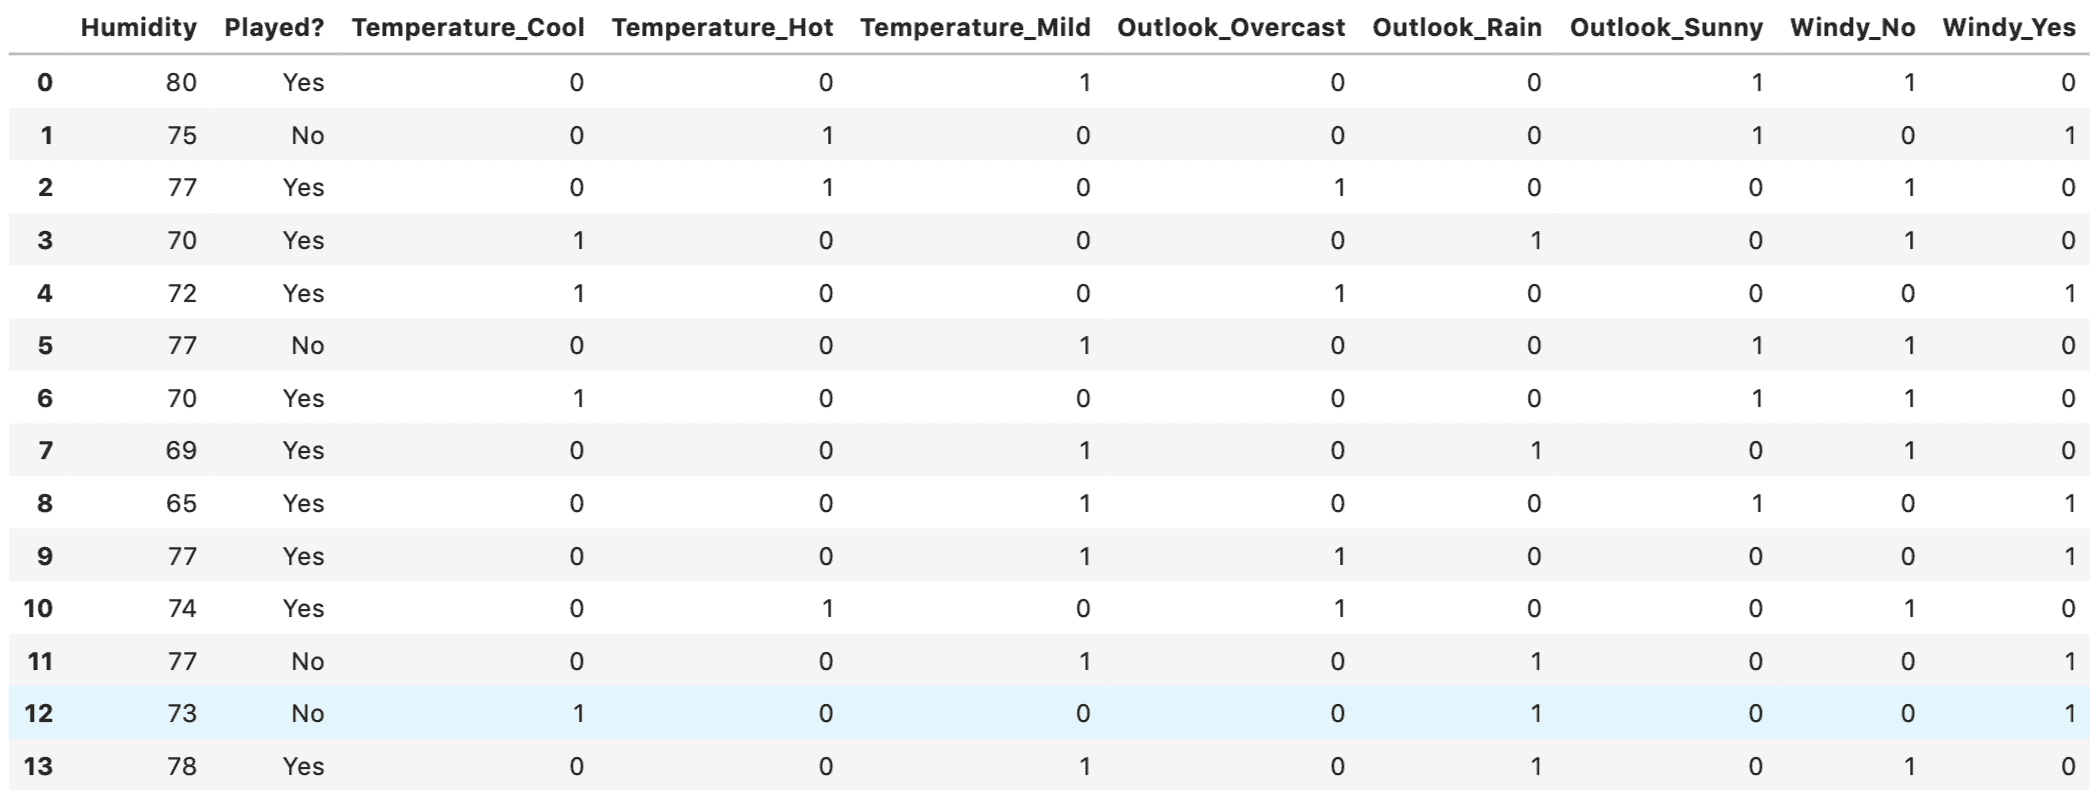 Humidity Played? Temperature_Cool Temperature_Hot Temperature_Mild Outlook_Overcast Outlook_Rain Outlook_Sunny Windy_No Windy_Yes
0 80 Yes 0 0 1 0 0 1 1 0
1 75 No 0 1 0 0 0 1 0 1
2 77 Yes 0 1 0 1 0 0 1 0
3 70 Yes 1 0 0 0 1 0 1 0
4 72 Yes 1 0 0 1 0 0 0 1
5 77 No 0 0 1 0 0 1 1 0
6 70 Yes 1 0 0 0 0 1 1 0
7 69 Yes 0 0 1 0 1 0 1 0
8 65 Yes 0 0 1 0 0 1 0 1
9 77 Yes 0 0 1 1 0 0 0 1
10 74 Yes 0 1 0 1 0 0 1 0
11 77 No 0 0 1 0 1 0 0 1
12 73 No 1 0 0 0 1 0 0 1
13 78 Yes 0 0 1 0 1 0 1 0